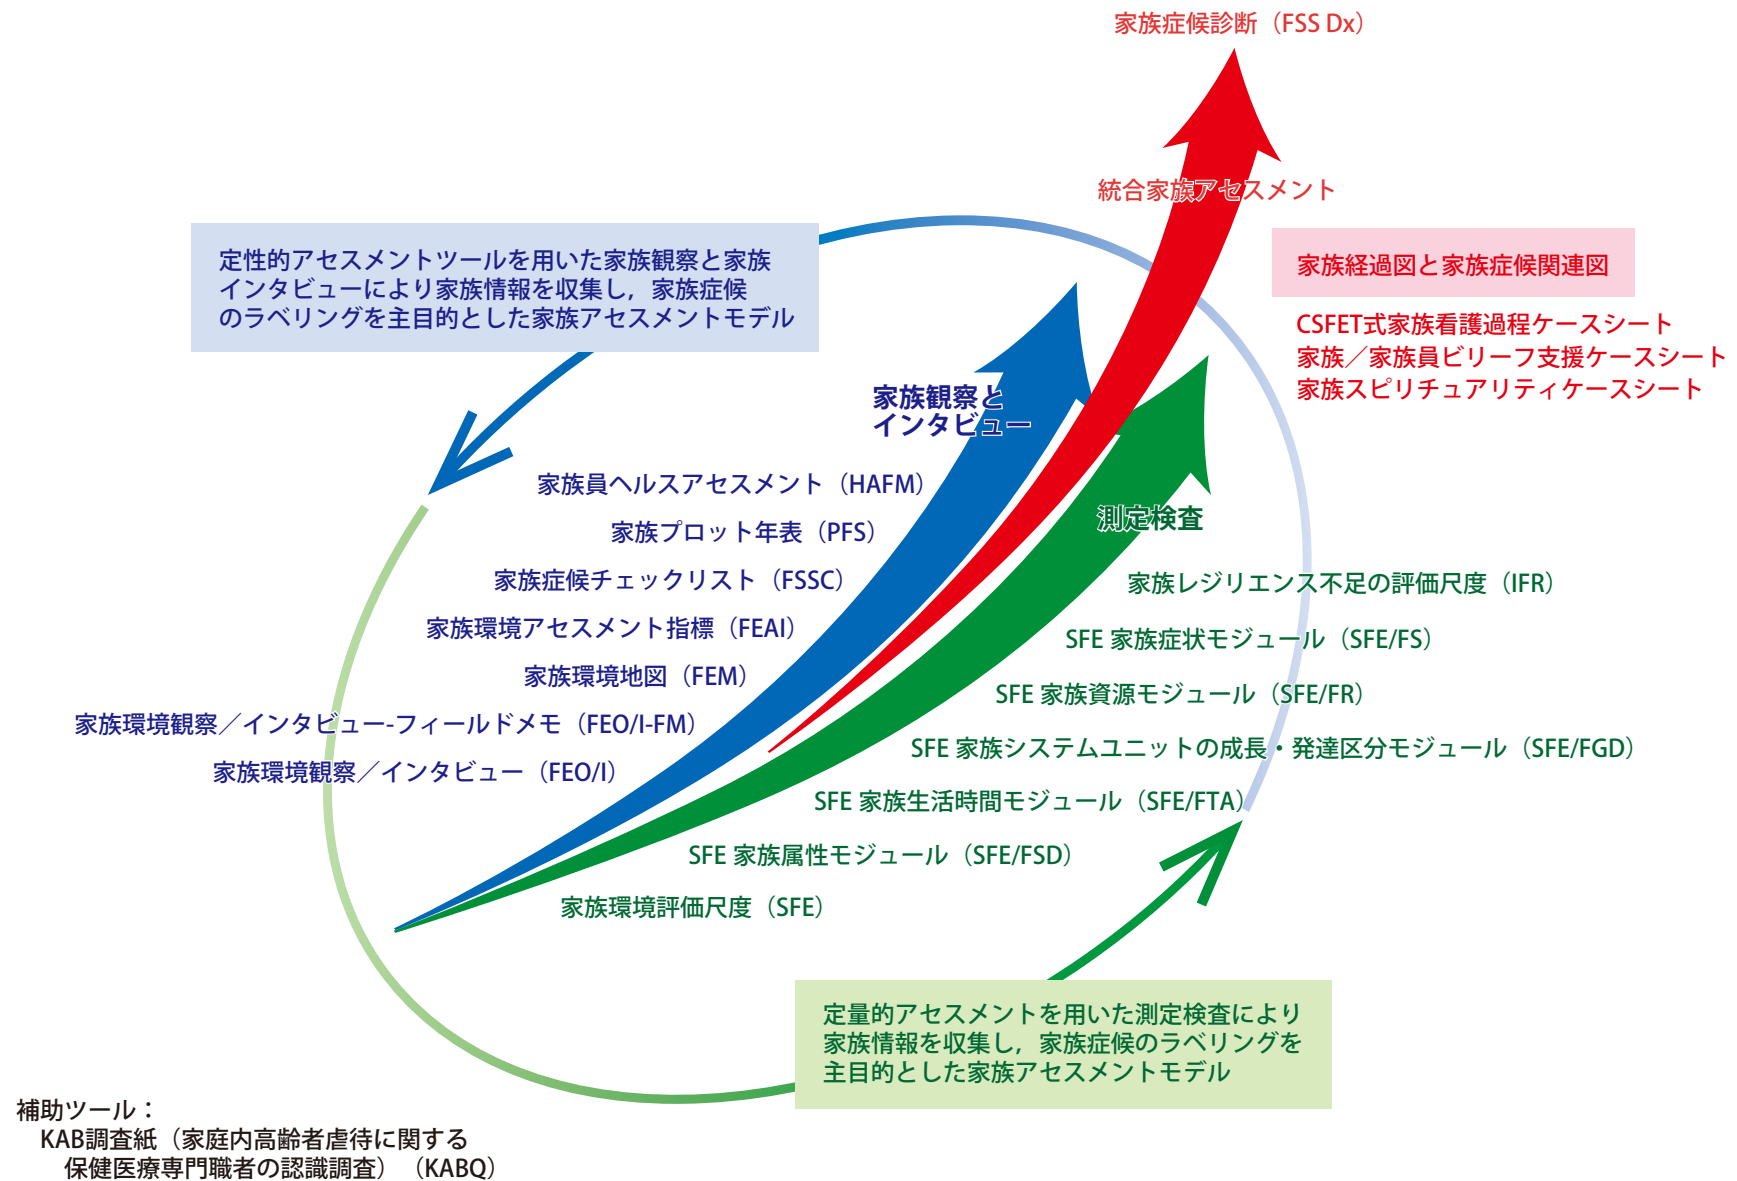 家族症候診断（FSS Dx）
統合家族アセスメント
定性的アセスメントツールを用いた家族観察と家族
インタビューにより家族情報を収集し，家族症候
のラベリングを主目的とした家族アセスメントモデル
家族経過図と家族症候関連図
CSFET式家族看護過程ケースシート
家族／家族員ビリーフ支援ケースシート
家族スピリチュアリティケースシート
家族観察と
インタビュー
家族員ヘルスアセスメント（HAFM）
家族プロット年表（PFS）
家族症候チェックリスト（FSSC）
家族環境アセスメント指標（FEAI）
家族環境地図（FEM）
家族環境観察／インタビュー-フィールドメモ（FEO/I-FM）
家族環境観察／インタビュー（FEO/I）
測定検査
家族レジリエンス不足の評価尺度（IFR）
SFE 家族症状モジュール（SFE/FS）
SFE 家族資源モジュール（SFE/FR）
SFE 家族システムユニットの成長・発達区分モジュール（SFE/FGD）
SFE 家族生活時間モジュール（SFE/FTA）
SFE 家族属性モジュール（SFE/FSD）
家族環境評価尺度（SFE）
定量的アセスメントを用いた測定検査により
家族情報を収集し，家族症候のラベリングを
主目的とした家族アセスメントモデル
補助ツール：
KAB調査紙（家庭内高齢者虐待に関する
保健医療専門職者の認識調査）（KABQ）